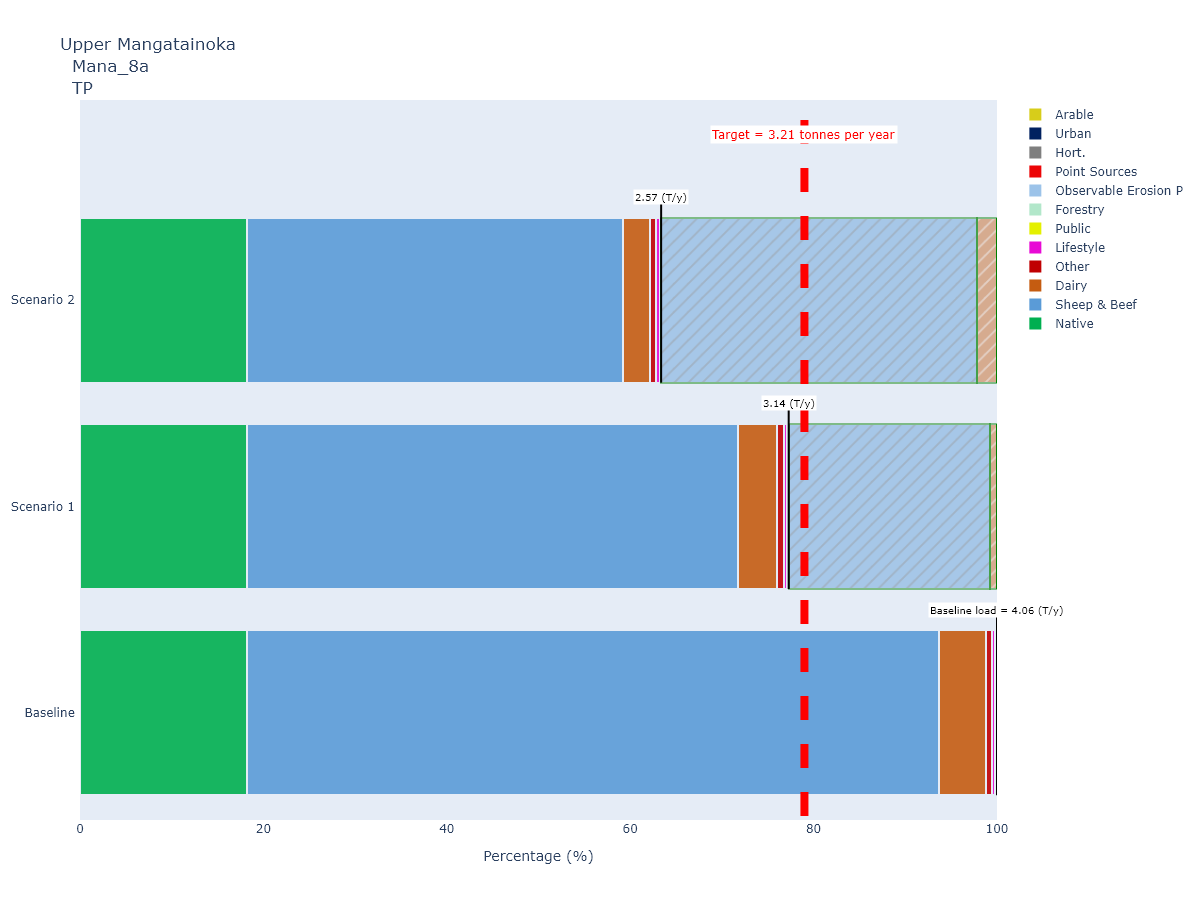 Upper Mangatainoka
Mana_8a
TP
Target = 3.21 tonnes per year
2.57 (T/y)
Scenario 2
3.14 (T/y)
Scenario 1
Baseline load = 4.06 (T/y)
Baseline
0 20 40 60 80 100
Percentage (%)
Arable
Urban
Hort.
Point Sources
Observable Erosion P
Forestry
Public
Lifestyle
Other
Dairy
Sheep & Beef
Native